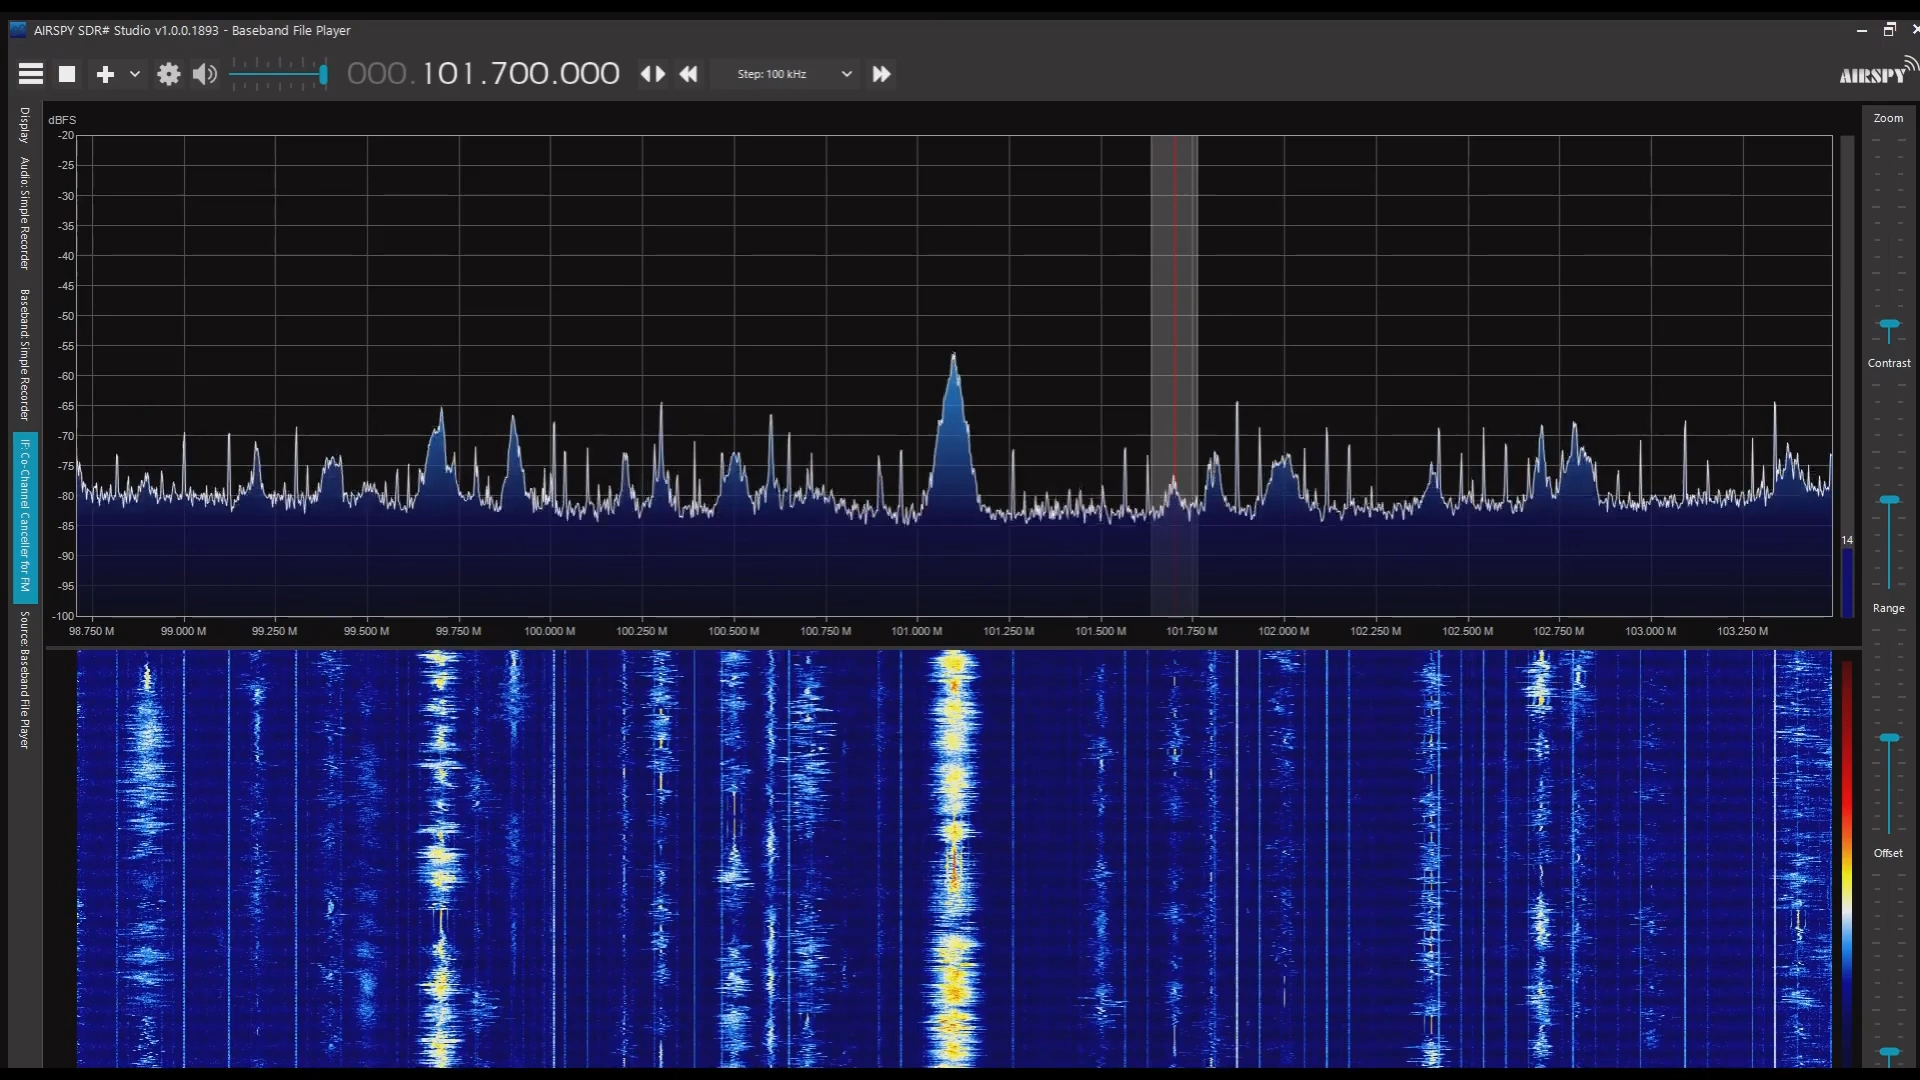 AIRSPY SDR# Studio v1.0.0.1893 - Baseband File Player
000.101.700.000
Step: 100 kHz
AIRSPY
Display
Audio: Simple Recorder
Baseband: Simple Recorder
IF: Co-Channel Canceller for FM
Source: Baseband File Player
dBFS
-20
-25
-30
-35
-40
-45
-50
-55
-60
-65
-70
-75
-80
-85
-90
-95
-100
98.750 M 99.000 M 99.250 M 99.500 M 99.750 M 100.000 M 100.250 M 100.500 M 100.750 M 101.000 M 101.250 M 101.500 M 101.750 M 102.000 M 102.250 M 102.500 M 102.750 M 103.000 M 103.250 M
14
Zoom
Contrast
Range
Offset